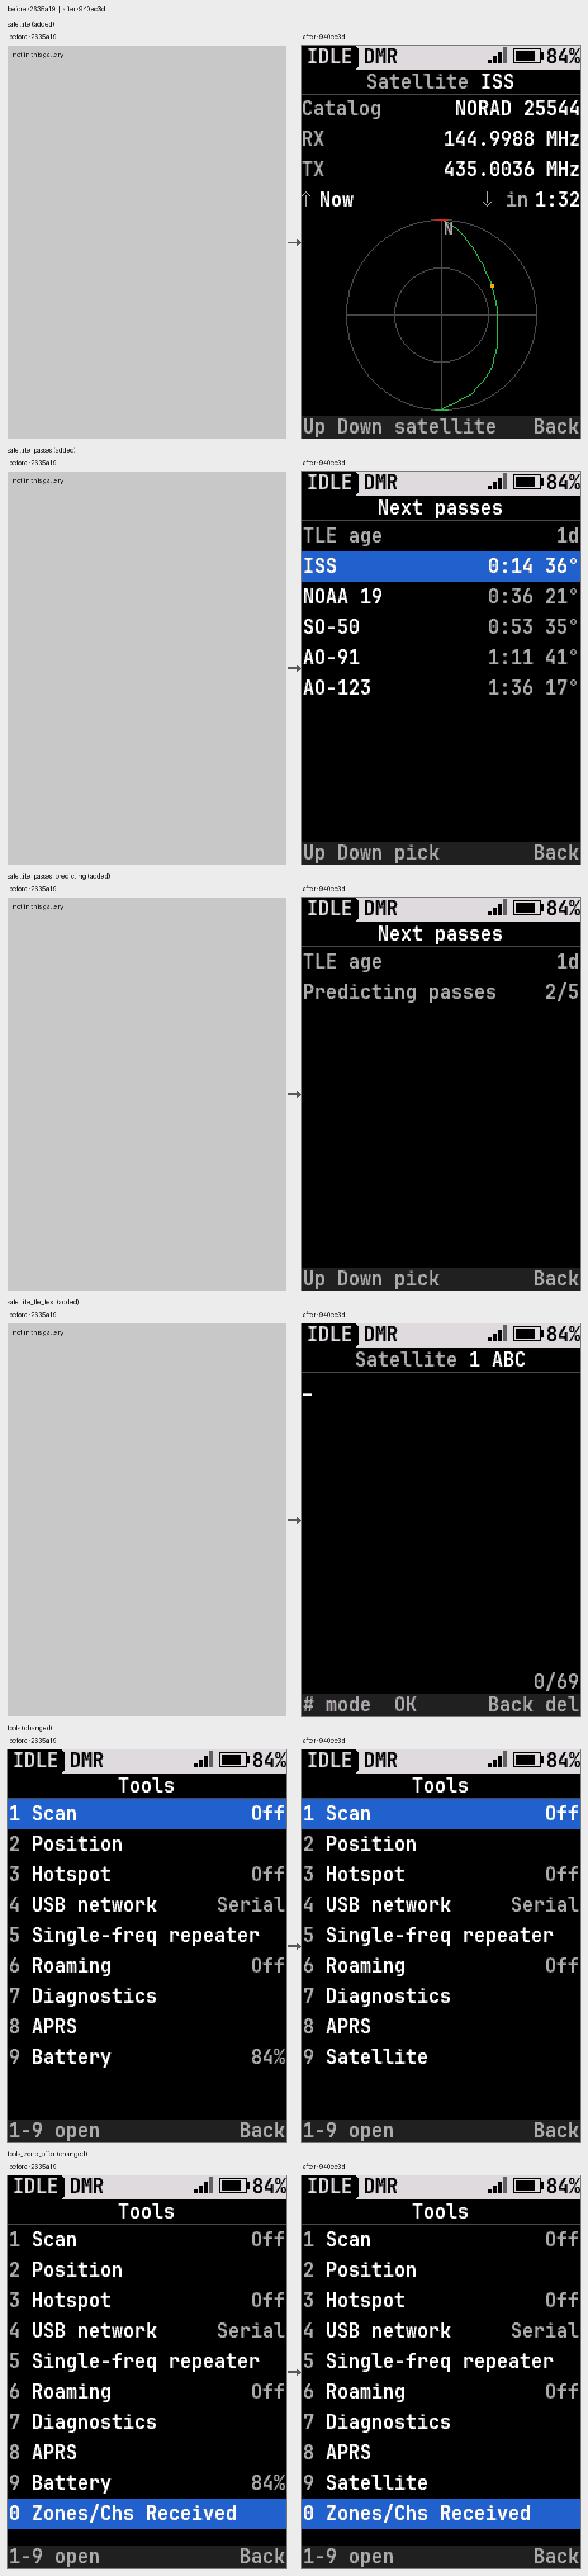 before · 2635a19 | after · 940ec3d
satellite (added)
before · 2635a19
after · 940ec3d
not in this gallery
IDLE DMR 84%
Satellite ISS
Catalog NORAD 25544
RX 144.9988 MHz
TX 435.0036 MHz
↑ Now ↓ in 1:32
N
→
Up Down satellite Back
satellite_passes (added)
before · 2635a19
after · 940ec3d
not in this gallery
IDLE DMR 84%
Next passes
TLE age 1d
ISS 0:14 36°
NOAA 19 0:36 21°
SO-50 0:53 35°
AO-91 1:11 41°
→
AO-123 1:36 17°
Up Down pick Back
satellite_passes_predicting (added)
before · 2635a19
after · 940ec3d
not in this gallery
IDLE DMR 84%
Next passes
TLE age 1d
Predicting passes 2/5
→
Up Down pick Back
satellite_tle_text (added)
before · 2635a19
after · 940ec3d
not in this gallery
IDLE DMR 84%
Satellite 1 ABC
_
→
0/69
# mode OK Back del
tools (changed)
before · 2635a19
after · 940ec3d
IDLE DMR 84%
Tools
1 Scan Off
2 Position
3 Hotspot Off
4 USB network Serial
5 Single-freq repeater
6 Roaming Off
7 Diagnostics
8 APRS
9 Battery 84%
1-9 open Back
→
IDLE DMR 84%
Tools
1 Scan Off
2 Position
3 Hotspot Off
4 USB network Serial
5 Single-freq repeater
6 Roaming Off
7 Diagnostics
8 APRS
9 Satellite
1-9 open Back
tools_zone_offer (changed)
before · 2635a19
after · 940ec3d
IDLE DMR 84%
Tools
1 Scan Off
2 Position
3 Hotspot Off
4 USB network Serial
5 Single-freq repeater
6 Roaming Off
7 Diagnostics
8 APRS
9 Battery 84%
0 Zones/Chs Received
1-9 open Back
→
IDLE DMR 84%
Tools
1 Scan Off
2 Position
3 Hotspot Off
4 USB network Serial
5 Single-freq repeater
6 Roaming Off
7 Diagnostics
8 APRS
9 Satellite
0 Zones/Chs Received
1-9 open Back